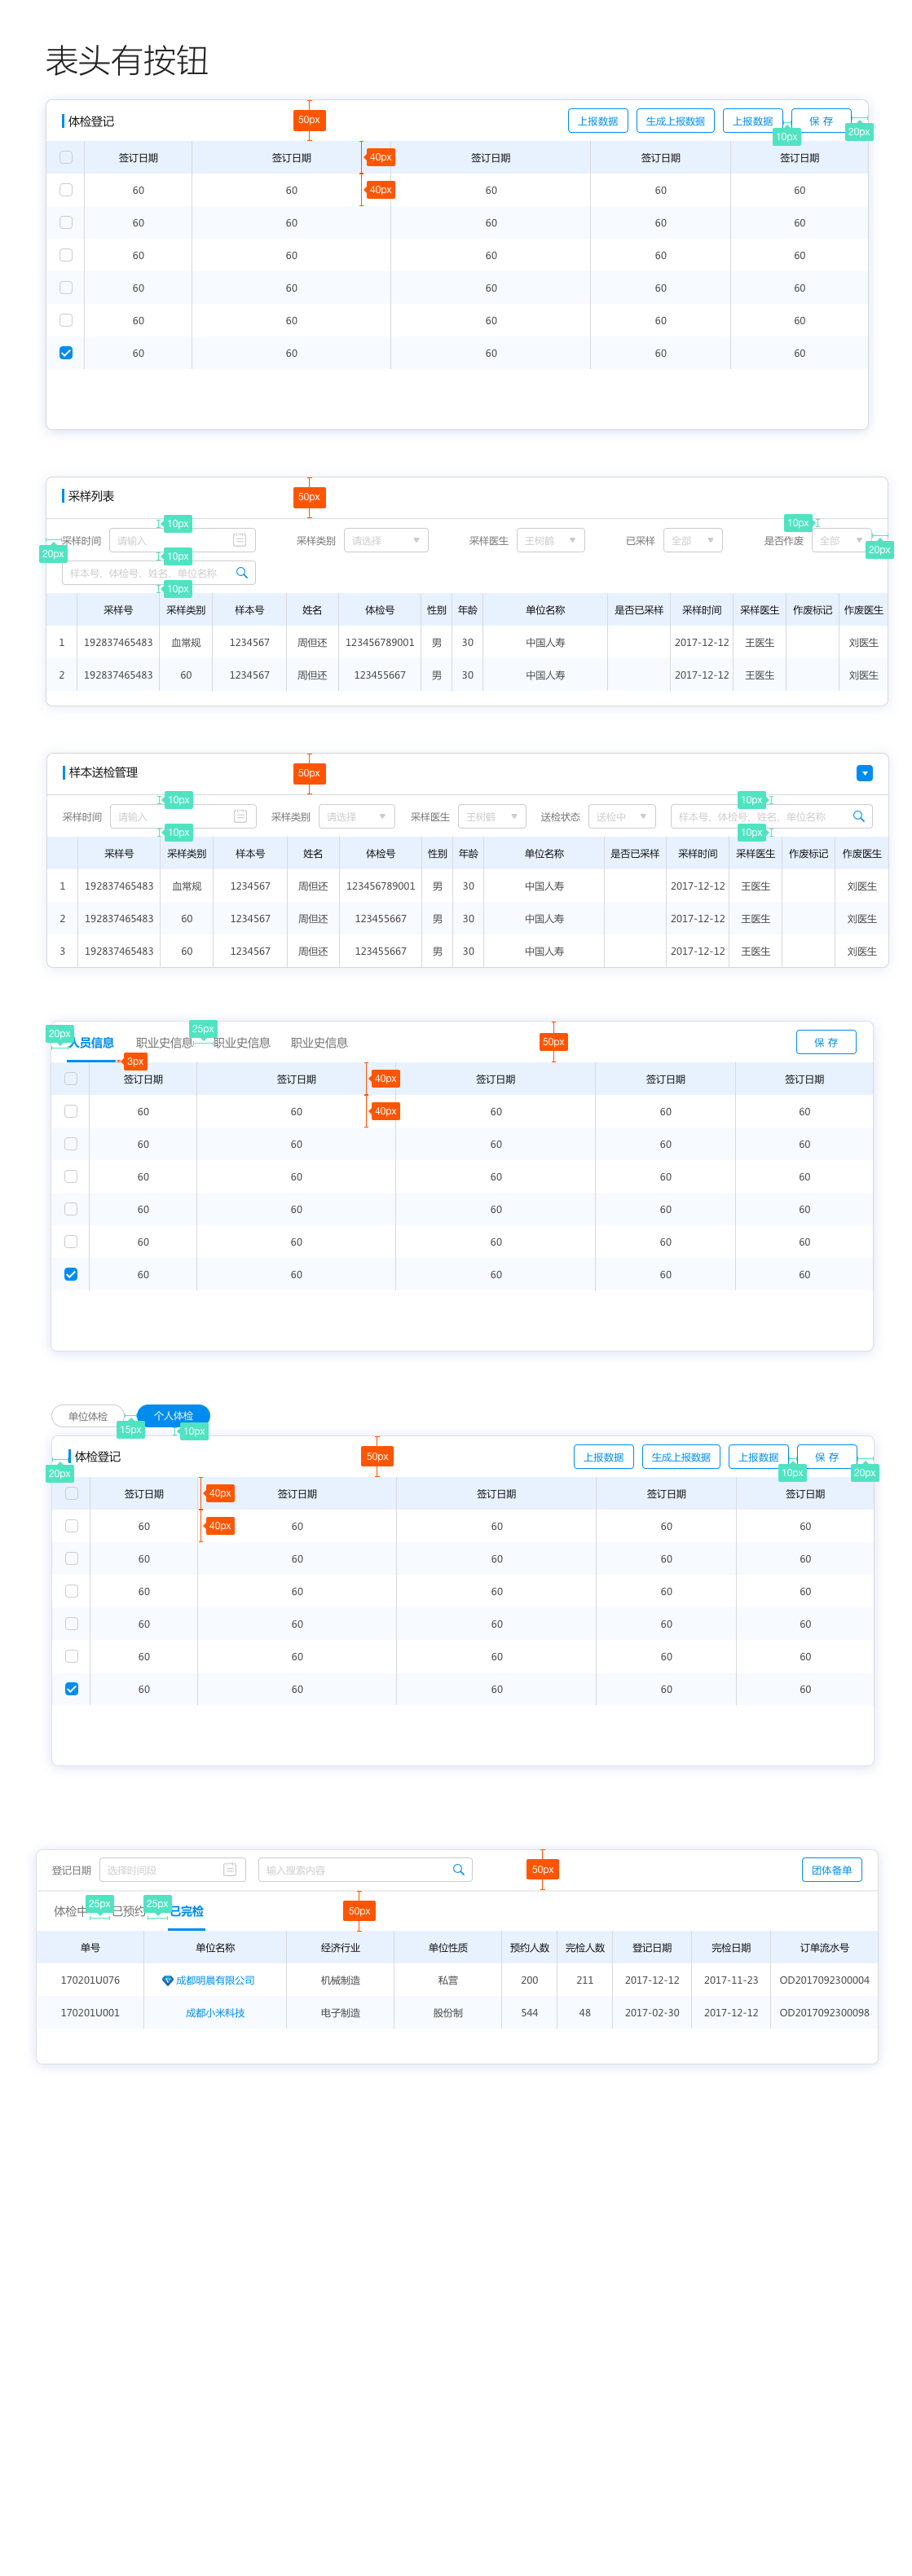 表头有按钮
体检登记 50px 上报数据 生成上报数据 上报数据 保 存
10px 20px
签订日期 签订日期 40px 签订日期 签订日期 签订日期
60 60 40px 60 60 60
60 60 60 60 60
60 60 60 60 60
60 60 60 60 60
60 60 60 60 60
60 60 60 60 60
采样列表 50px
10px 10px
采样时间 请输入 采样类别 请选择 采样医生 王树鹤 已采样 全部 是否作废 全部
20px 10px 20px
样本号、体检号、姓名、单位名称
10px
采样号 采样类别 样本号 姓名 体检号 性别 年龄 单位名称 是否已采样 采样时间 采样医生 作废标记 作废医生
1 192837465483 血常规 1234567 周但还 123456789001 男 30 中国人寿 2017-12-12 王医生 刘医生
2 192837465483 60 1234567 周但还 123455667 男 30 中国人寿 2017-12-12 王医生 刘医生
样本送检管理 50px
10px 10px
采样时间 请输入 采样类别 请选择 采样医生 王树鹤 送检状态 送检中 样本号、体检号、姓名、单位名称
10px 10px
采样号 采样类别 样本号 姓名 体检号 性别 年龄 单位名称 是否已采样 采样时间 采样医生 作废标记 作废医生
1 192837465483 血常规 1234567 周但还 123456789001 男 30 中国人寿 2017-12-12 王医生 刘医生
2 192837465483 60 1234567 周但还 123455667 男 30 中国人寿 2017-12-12 王医生 刘医生
3 192837465483 60 1234567 周但还 123455667 男 30 中国人寿 2017-12-12 王医生 刘医生
20px 25px
人员信息 职业史信息 职业史信息 职业史信息 50px 保 存
3px
签订日期 签订日期 40px 签订日期 签订日期 签订日期
60 60 40px 60 60 60
60 60 60 60 60
60 60 60 60 60
60 60 60 60 60
60 60 60 60 60
60 60 60 60 60
单位体检 个人体检
15px 10px
体检登记 50px 上报数据 生成上报数据 上报数据 保 存
20px 10px 20px
签订日期 40px 签订日期 签订日期 签订日期 签订日期
60 40px 60 60 60 60
60 60 60 60 60
60 60 60 60 60
60 60 60 60 60
60 60 60 60 60
60 60 60 60 60
登记日期 选择时间段 输入搜索内容 50px 团体备单
25px 25px
体检中 已预约 已完检 50px
单号 单位名称 经济行业 单位性质 预约人数 完检人数 登记日期 完检日期 订单流水号
170201U076 成都明晨有限公司 机械制造 私营 200 211 2017-12-12 2017-11-23 OD2017092300004
170201U001 成都小米科技 电子制造 股份制 544 48 2017-02-30 2017-12-12 OD2017092300098